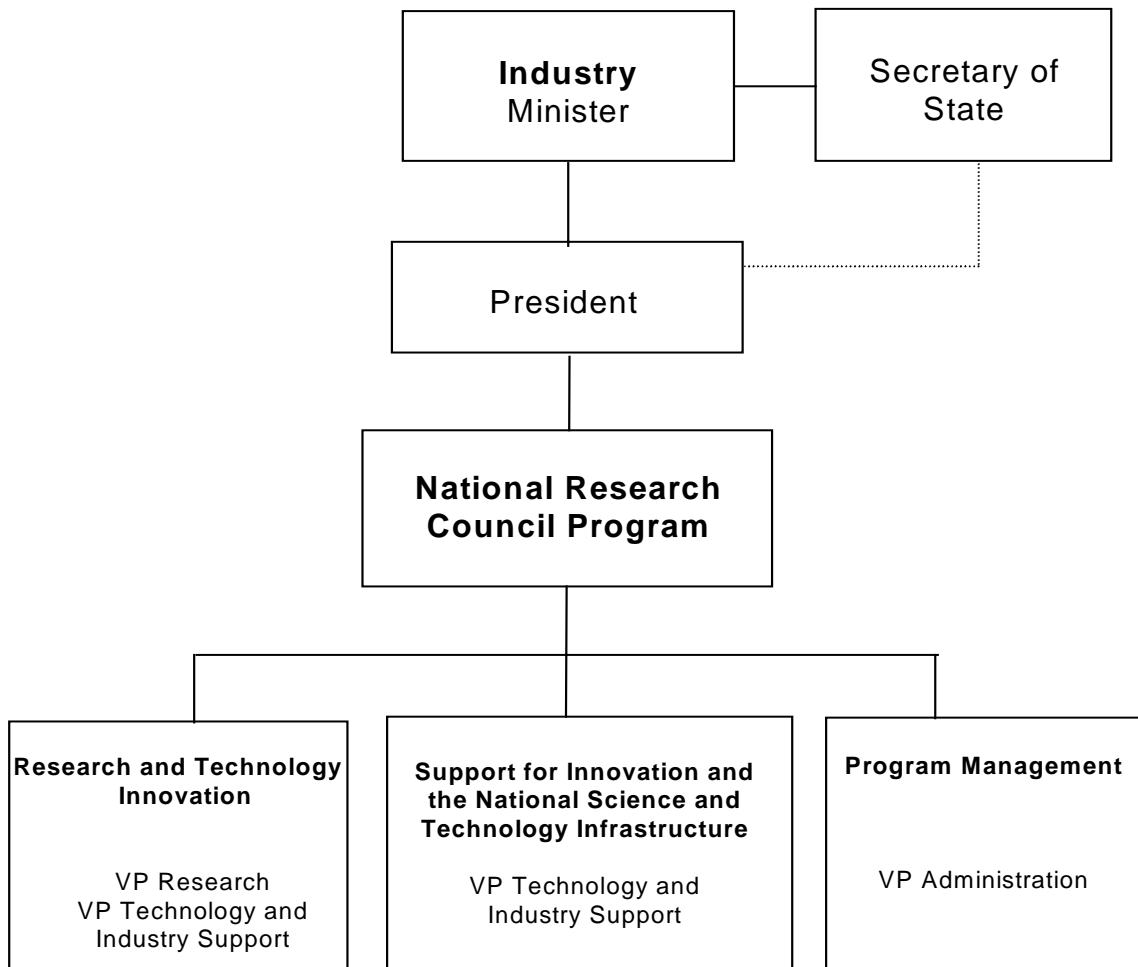 Industry
Minister
Secretary of
State
President
National Research
Council Program
Research and Technology
Innovation
VP Research
VP Technology and
Industry Support
Support for Innovation and
the National Science and
Technology Infrastructure
VP Technology and
Industry Support
Program Management
VP Administration